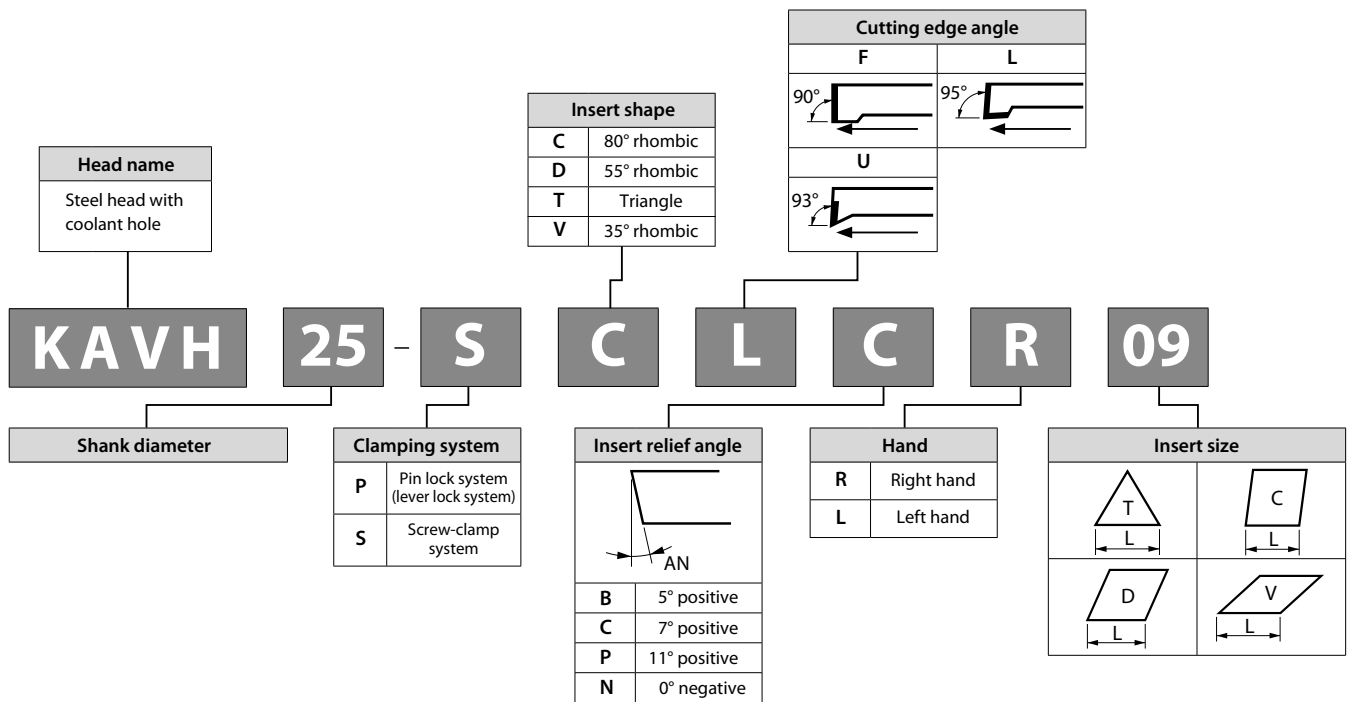 Cutting edge angle
F L
90° 95°
U
93°
Insert shape
C 80° rhombic
D 55° rhombic
T Triangle
V 35° rhombic
Head name
Steel head with
coolant hole
KAVH 25 – S C L C R 09
Shank diameter
Clamping system
P Pin lock system
(lever lock system)
S Screw-clamp
system
Insert relief angle
AN
B 5° positive
C 7° positive
P 11° positive
N 0° negative
Hand
R Right hand
L Left hand
Insert size
T C
L L
D V
L L